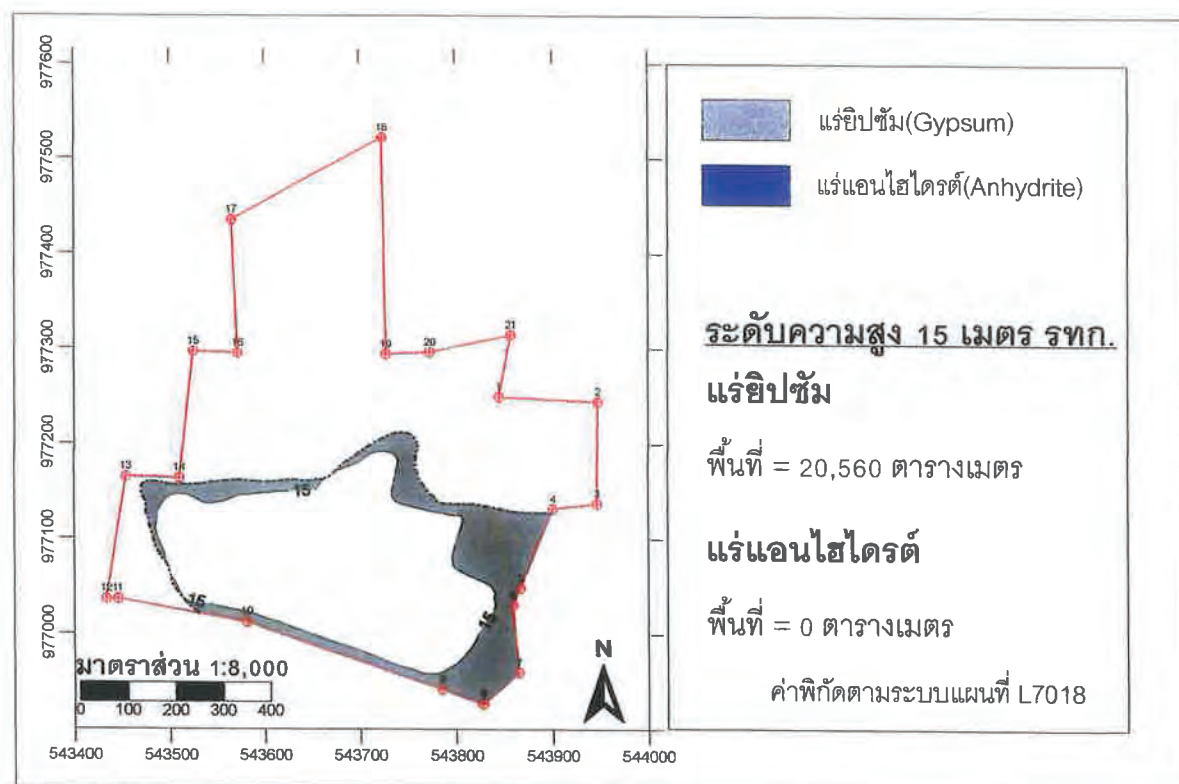 977600
977500
977400
977300
977200
977100
977000
18
17
15
16
19
20
21
1
2
13
14
15
4
3
12
11
15
10
15
7
N
มาตราส่วน 1:8,000
0 100 200 300 400
543400 543500 543600 543700 543800 543900 544000
แร่ยิปซัม(Gypsum)
แร่แอนไฮไดรต์(Anhydrite)
ระดับความสูง 15 เมตร รทก.
แร่ยิปซัม
พื้นที่ = 20,560 ตารางเมตร
แร่แอนไฮไดรต์
พื้นที่ = 0 ตารางเมตร
ค่าพิกัดตามระบบแผนที่ L7018